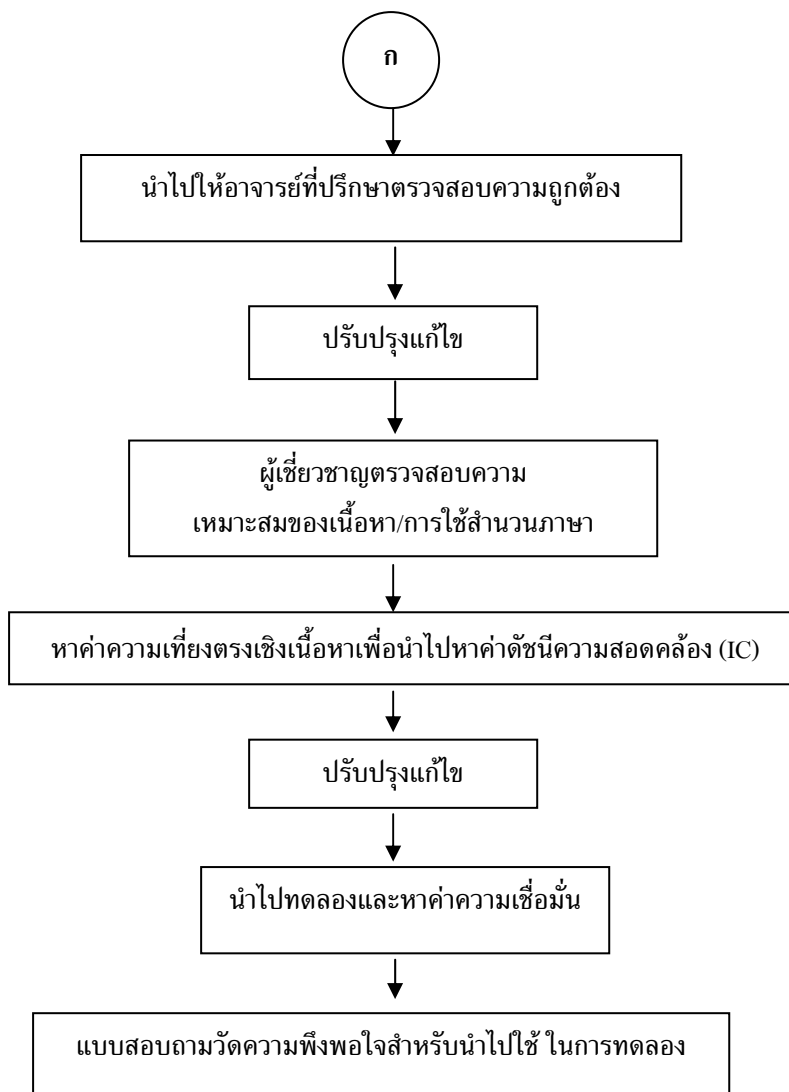 ก
นำไปให้อาจารย์ที่ปรึกษาตรวจสอบความถูกต้อง
ปรับปรุงแก้ไข
ผู้เชี่ยวชาญตรวจสอบความ
เหมาะสมของเนื้อหา/การใช้สำนวนภาษา
หาค่าความเที่ยงตรงเชิงเนื้อหาเพื่อนำไปหาค่าดัชนีความสอดคล้อง (IC)
ปรับปรุงแก้ไข
นำไปทดลองและหาค่าความเชื่อมั่น
แบบสอบถามวัดความพึงพอใจสำหรับนำไปใช้ ในการทดลอง